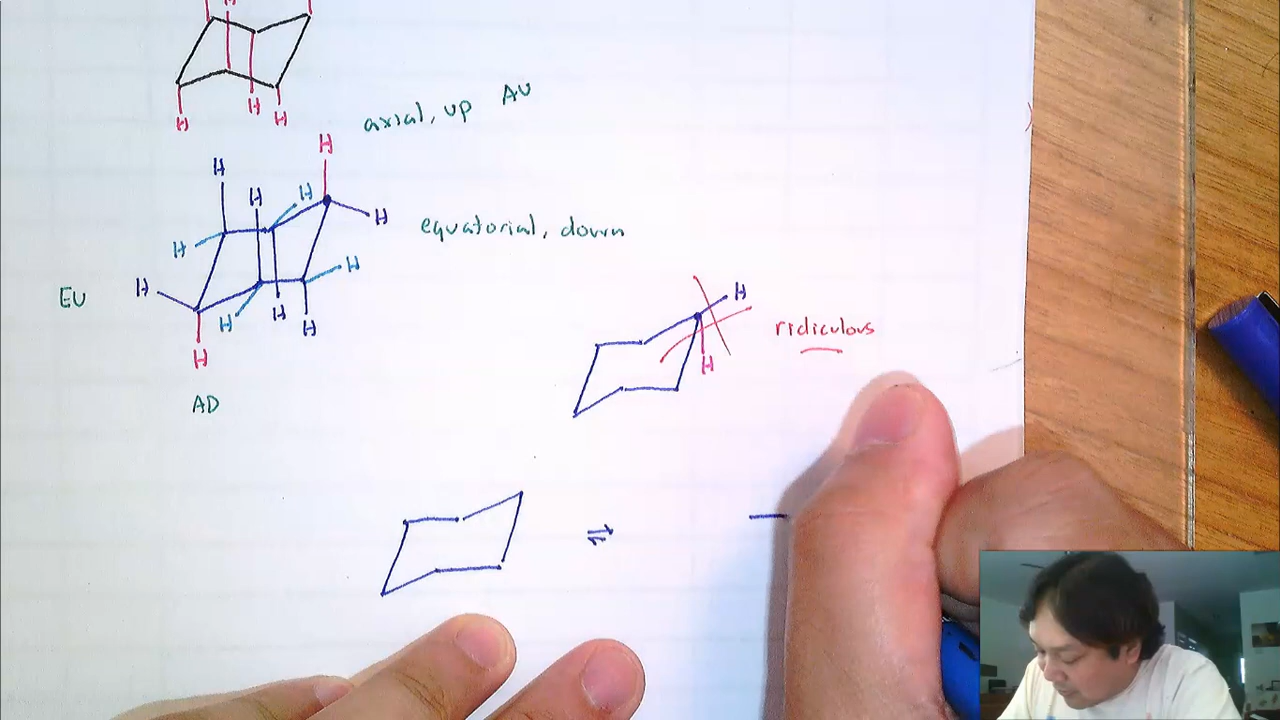 H
H H H
axial, up AU
H
H
H H
H
equatorial, down
H
H
EU H
H
H
H
H
H
ridiculous
H
H
AD
⇌